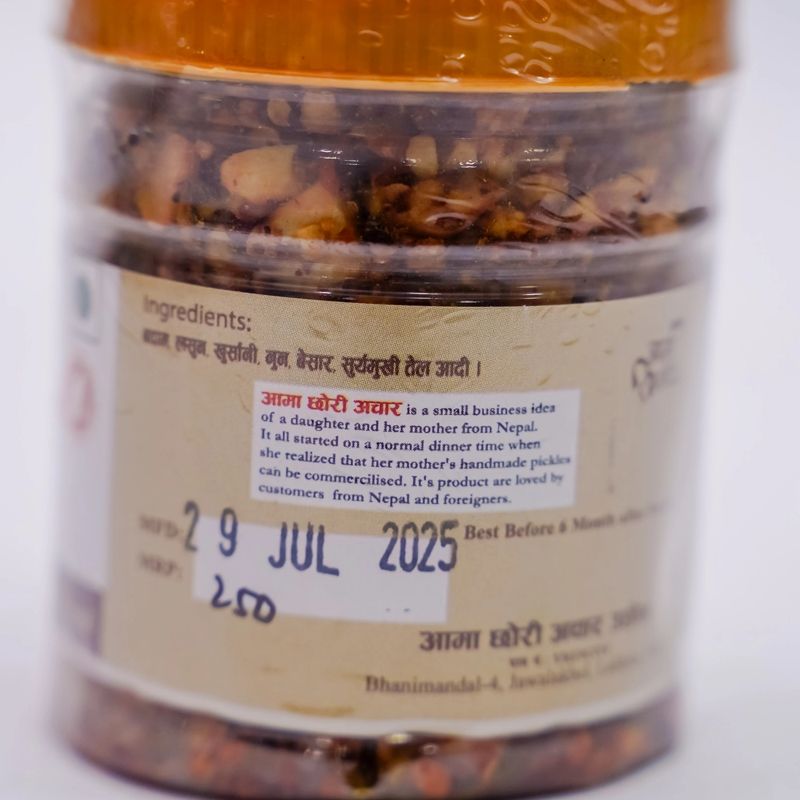 Ingredients:
बदाम, लसुन, खुर्सानी, नुन, बेसार, सुर्यमुखी तेल आदी ।
आमा छोरी अचार is a small business idea
of a daughter and her mother from Nepal.
It all started on a normal dinner time when
she realized that her mother's handmade pickles
can be commercilised. It's product are loved by
customers from Nepal and foreigners.
MFD: 29 JUL 2025
Best Before 6 Month
MRP: 250
आमा छोरी अचार
Bhanimandal-4, Jawalakhel,